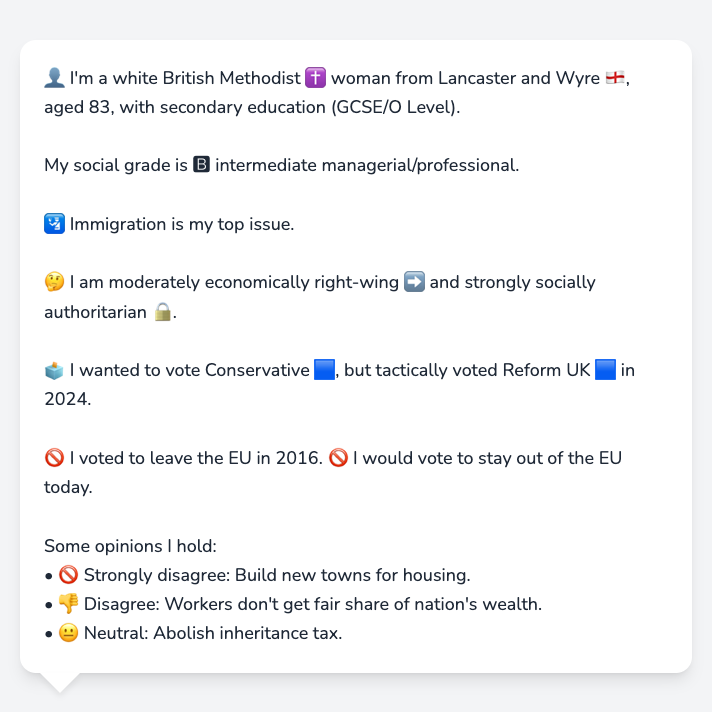 👤 I'm a white British Methodist ✝️ woman from Lancaster and Wyre 🏴󠁧󠁢󠁥󠁮󠁧󠁿,
aged 83, with secondary education (GCSE/O Level).
My social grade is 🅱 intermediate managerial/professional.
🛂 Immigration is my top issue.
🤔 I am moderately economically right-wing ➡️ and strongly socially
authoritarian 🔒.
🗳️ I wanted to vote Conservative 🟦, but tactically voted Reform UK 🟦 in
2024.
🚫 I voted to leave the EU in 2016. 🚫 I would vote to stay out of the EU
today.
Some opinions I hold:
• 🚫 Strongly disagree: Build new towns for housing.
• 👎 Disagree: Workers don't get fair share of nation's wealth.
• 😐 Neutral: Abolish inheritance tax.